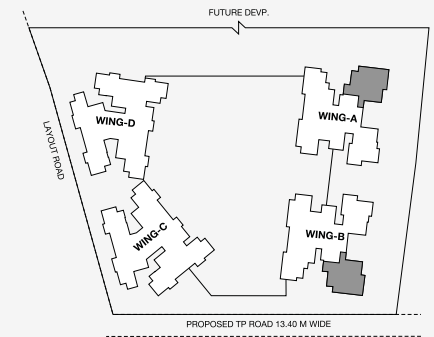 FUTURE DEVP.
WING-A
WING-D
LAYOUT ROAD
WING-C
WING-B
PROPOSED TP ROAD 13.40 M WIDE